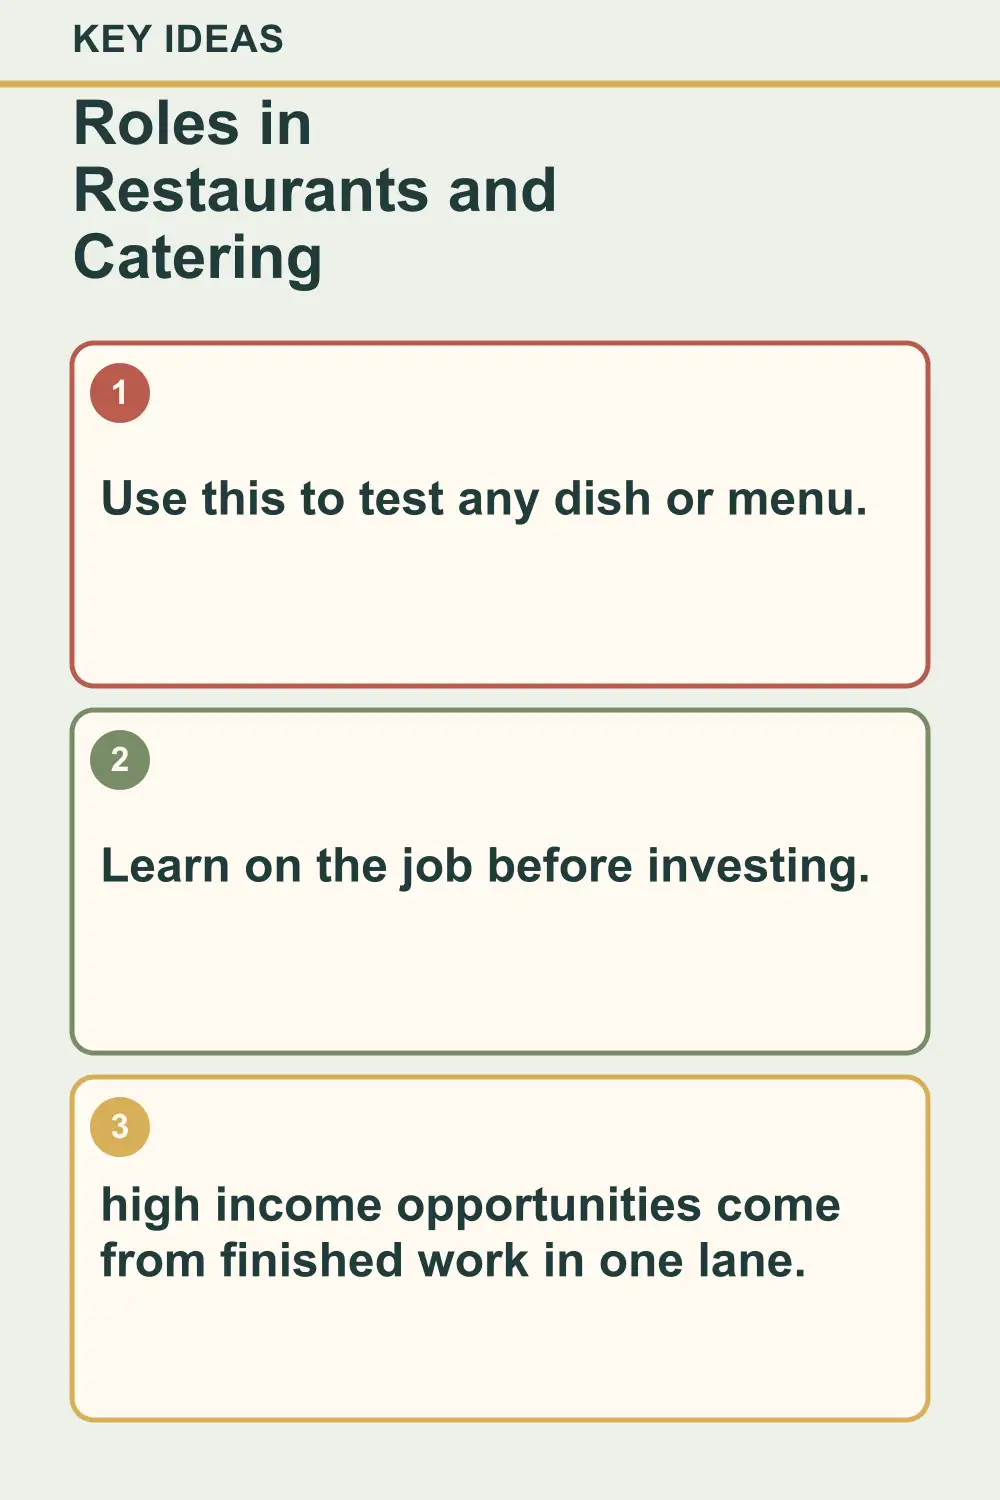 KEY IDEAS
Roles in
Restaurants and
Catering
1
Use this to test any dish or menu.
2
Learn on the job before investing.
3
high income opportunities come
from finished work in one lane.